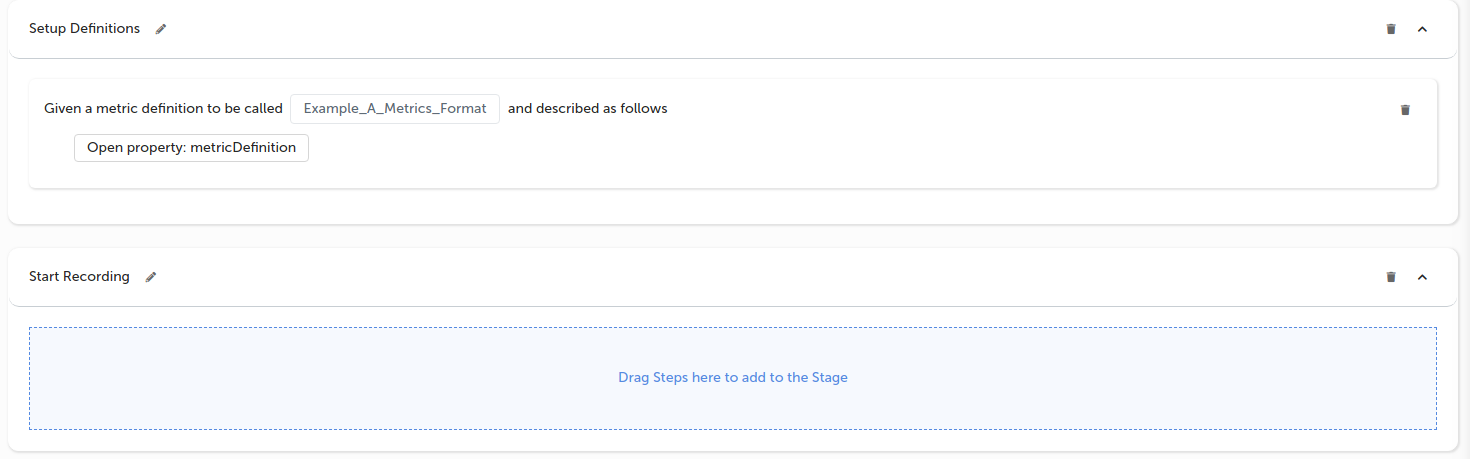 Setup Definitions
Given a metric definition to be called Example_A_Metrics_Format and described as follows
Open property: metricDefinition
Start Recording
Drag Steps here to add to the Stage